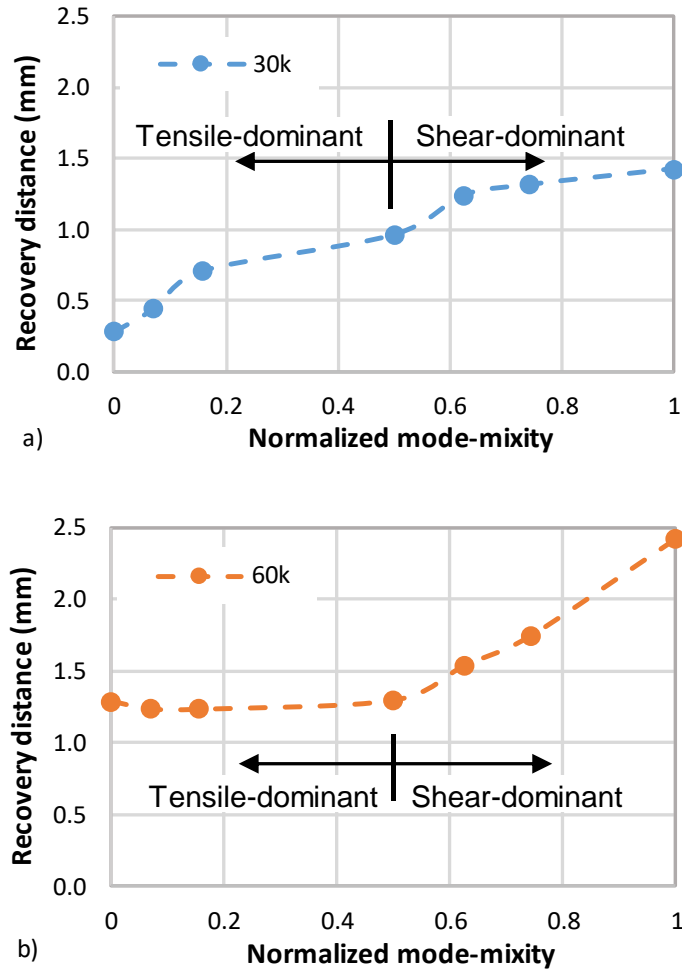 2.5
2.0
1.5
1.0
0.5
0.0
Recovery distance (mm)
30k
Tensile-dominant
Shear-dominant
0 0.2 0.4 0.6 0.8 1
Normalized mode-mixity
a)
2.5
2.0
1.5
1.0
0.5
0.0
Recovery distance (mm)
60k
Tensile-dominant
Shear-dominant
0 0.2 0.4 0.6 0.8 1
Normalized mode-mixity
b)